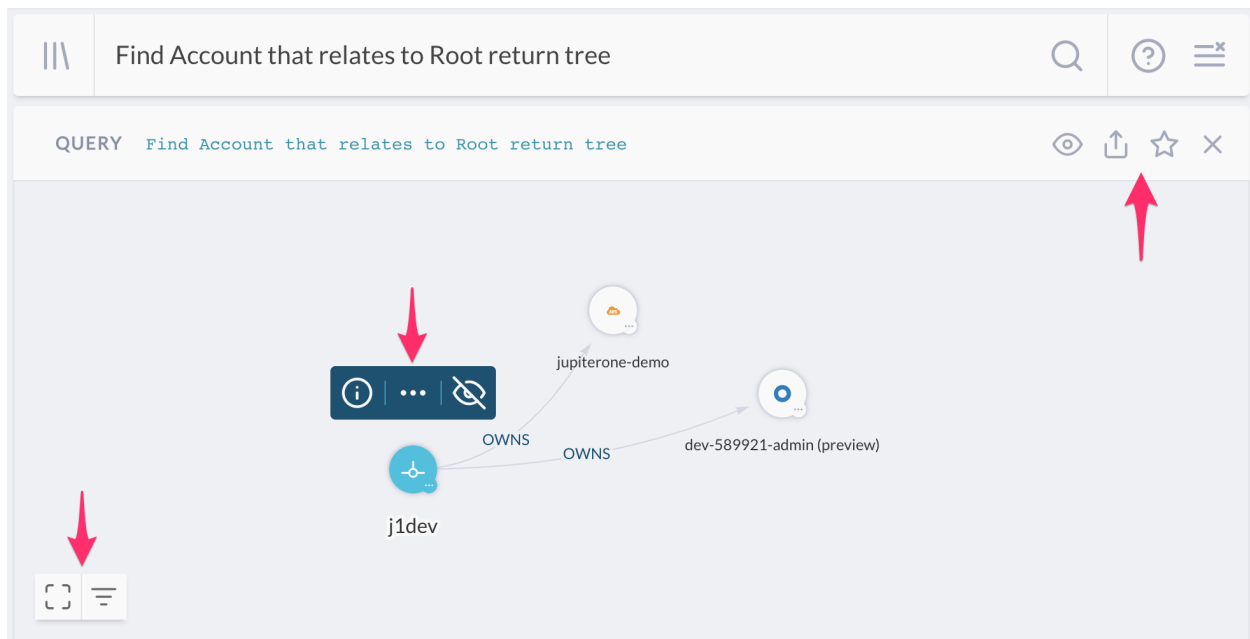 Find Account that relates to Root return tree
QUERY Find Account that relates to Root return tree
jupiterone-demo
dev-589921-admin (preview)
OWNS
OWNS
j1dev